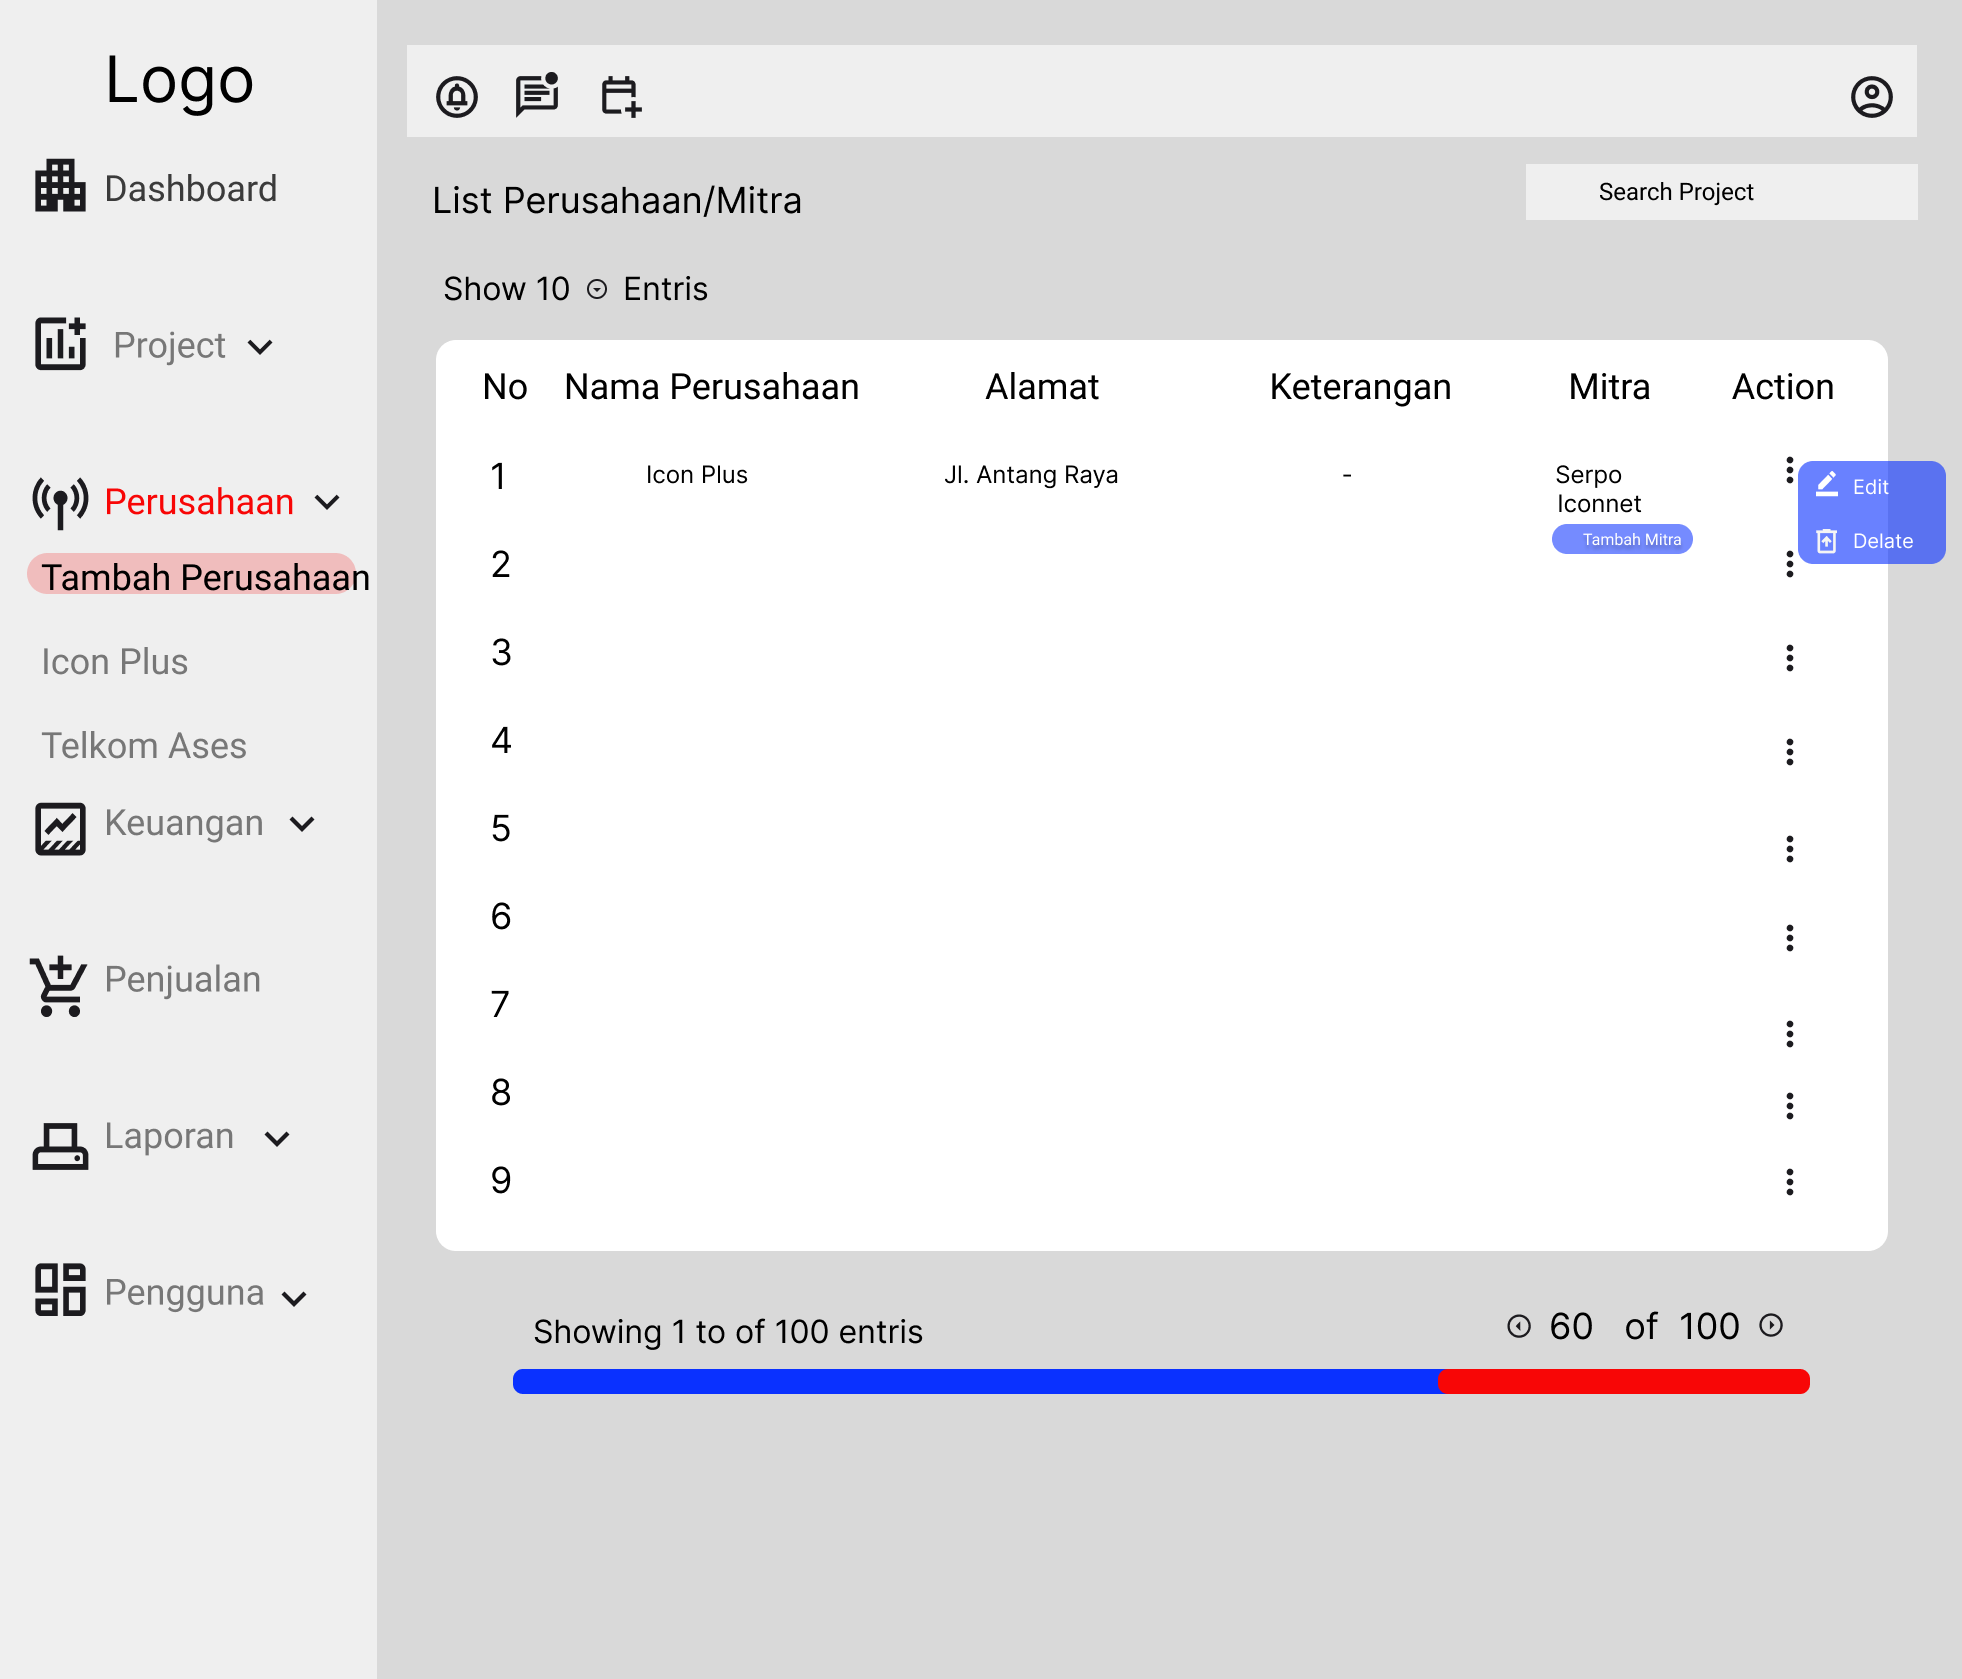 Logo
Dashboard
Project
Perusahaan
Tambah Perusahaan
Icon Plus
Telkom Ases
Keuangan
Penjualan
Laporan
Pengguna
List Perusahaan/Mitra
Search Project
Show 10 Entris
No Nama Perusahaan Alamat Keterangan Mitra Action
1 Icon Plus Jl. Antang Raya - Serpo
Iconnet
Tambah Mitra
Edit
Delate
2
3
4
5
6
7
8
9
Showing 1 to of 100 entris
60 of 100